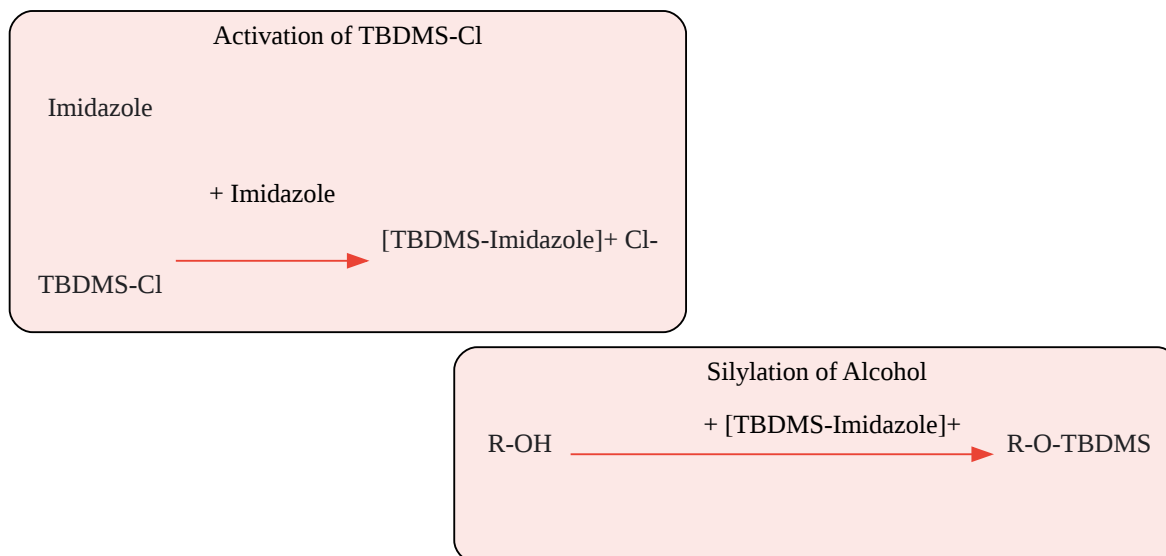 Activation of TBDMS-Cl
Imidazole
+ Imidazole
[TBDMS-Imidazole]+ Cl-
TBDMS-Cl
Silylation of Alcohol
+ [TBDMS-Imidazole]+
R-OH
R-O-TBDMS